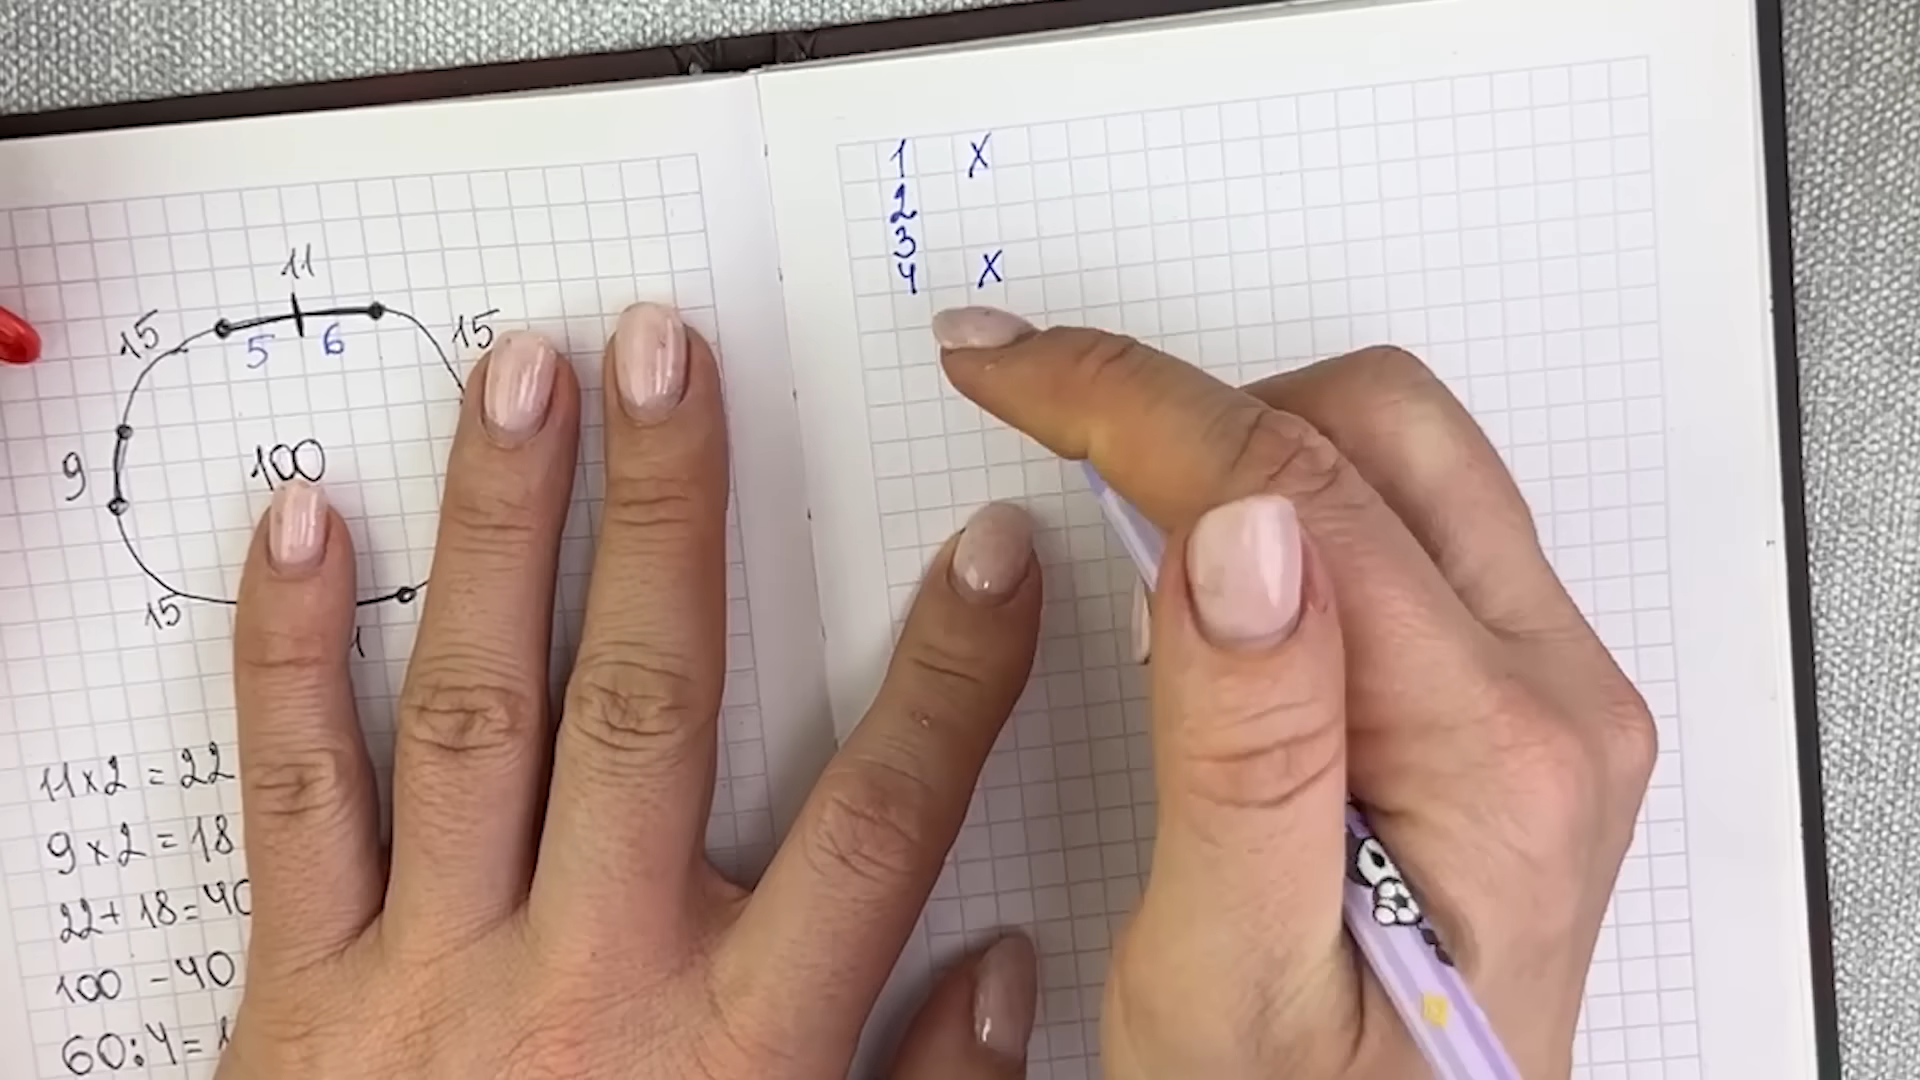 11
15
15
5 6
100
9
15
11x2 = 22
9x2 = 18
22+18=40
100 - 40
60:4=
1 X
2
3
4 X